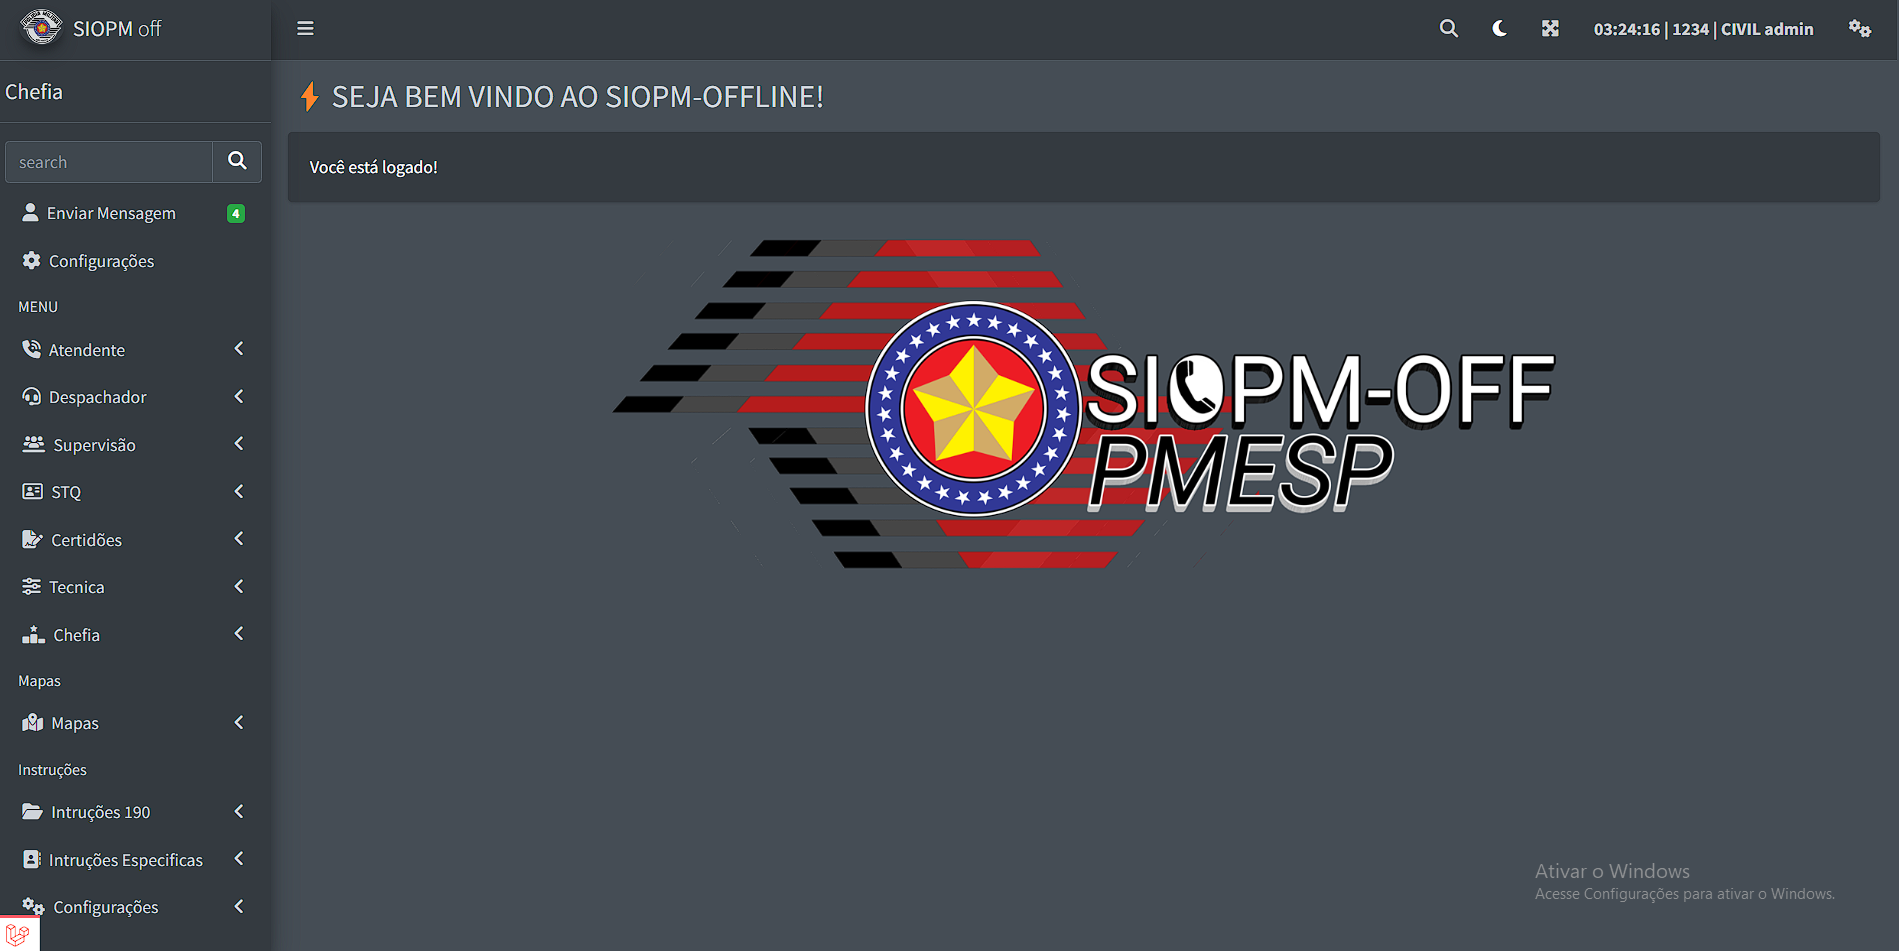 SIOPM off
03:24:16 | 1234 | CIVIL admin
Chefia
search
Enviar Mensagem 4
Configurações
MENU
Atendente
Despachador
Supervisão
STQ
Certidões
Tecnica
Chefia
Mapas
Mapas
Instruções
Intruções 190
Intruções Especificas
Configurações
SEJA BEM VINDO AO SIOPM-OFFLINE!
Você está logado!
SIOPM-OFF
PMESP
Ativar o Windows
Acesse Configurações para ativar o Windows.